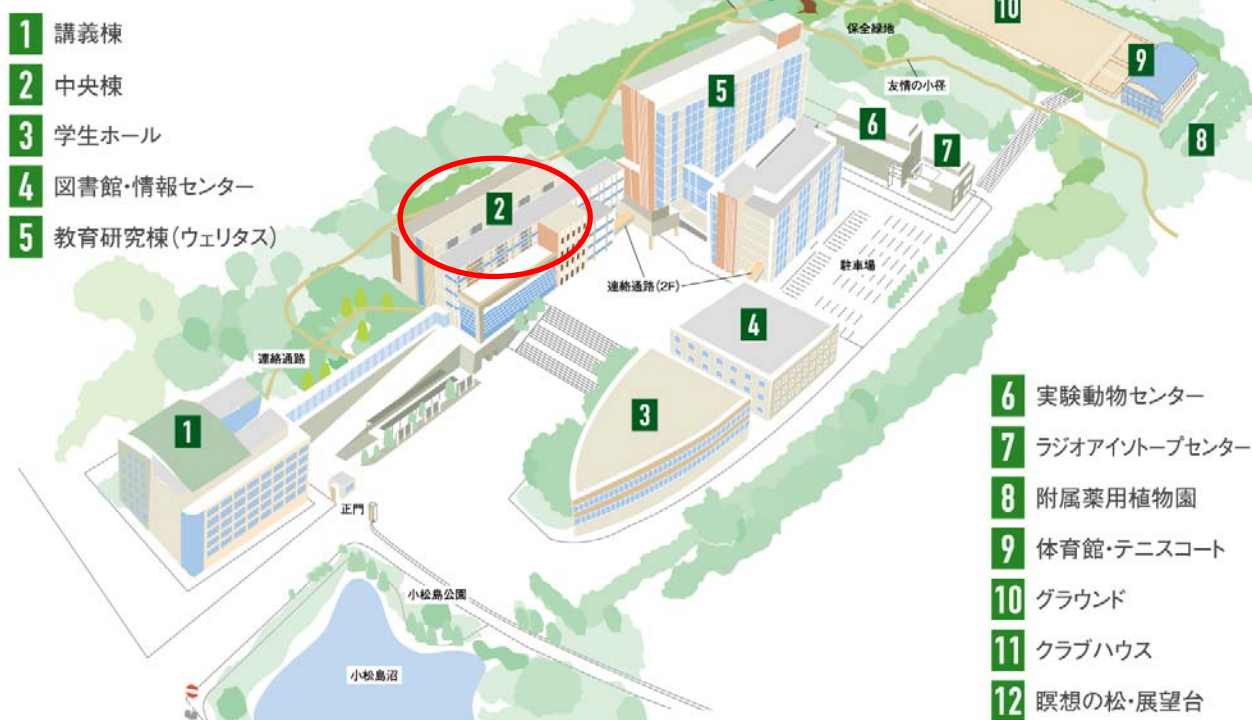 1 講義棟
2 中央棟
3 学生ホール
4 図書館・情報センター
5 教育研究棟(ウェリタス)
10
保全緑地
9
友情の小径
5
6
7
8
2
駐車場
連絡通路(2F)
4
連絡通路
3
1
正門
小松島公園
小松島沼
6 実験動物センター
7 ラジオアイソトープセンター
8 附属薬用植物園
9 体育館・テニスコート
10 グラウンド
11 クラブハウス
12 瞑想の松・展望台